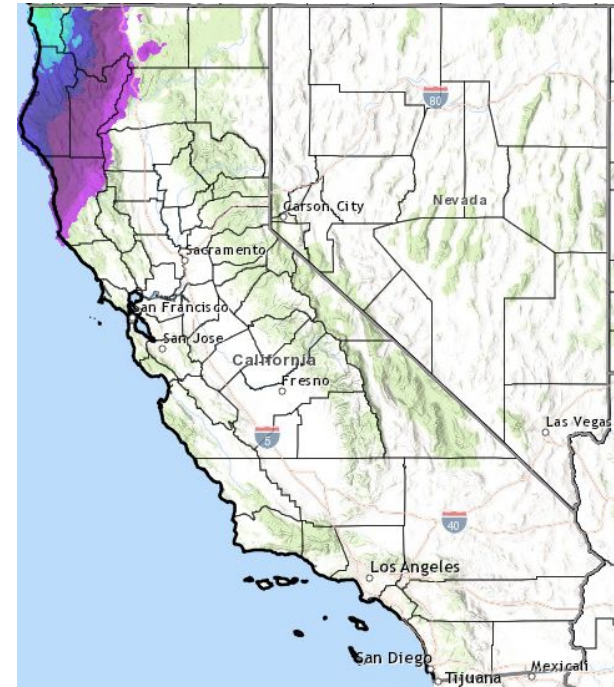 80
Nevada
Carson City
Sacramento
San Francisco
San Jose
California
Fresno
Las Vegas
5
40
Los Angeles
San Diego
Tijuana
Mexicali